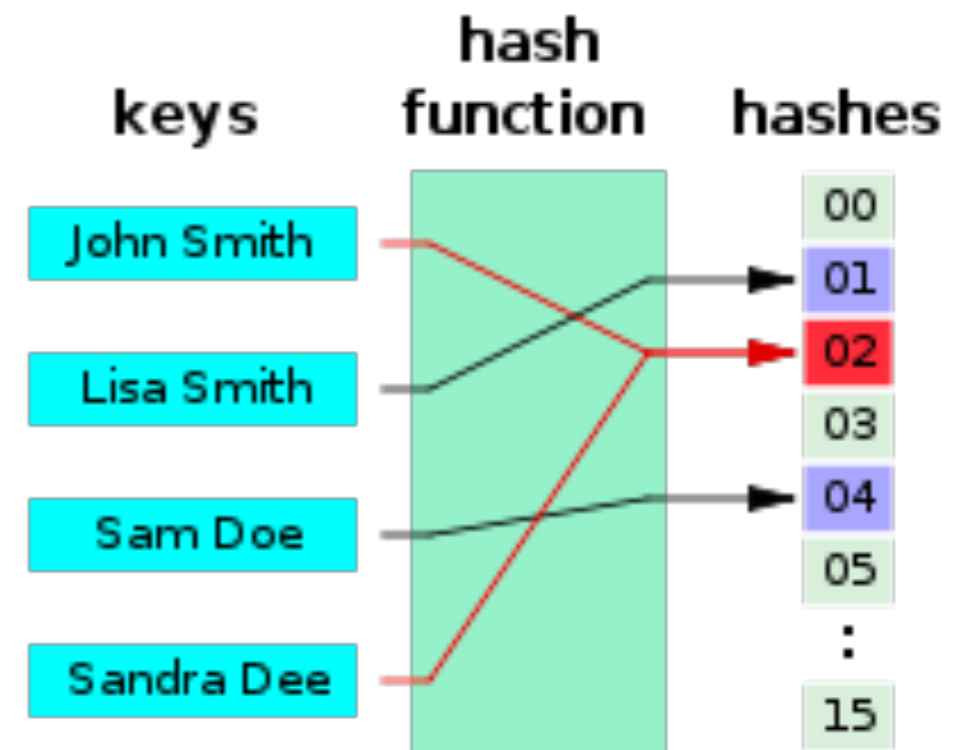 keys
hash
function
hashes
John Smith
Lisa Smith
Sam Doe
Sandra Dee
00
01
02
03
04
05
:
15